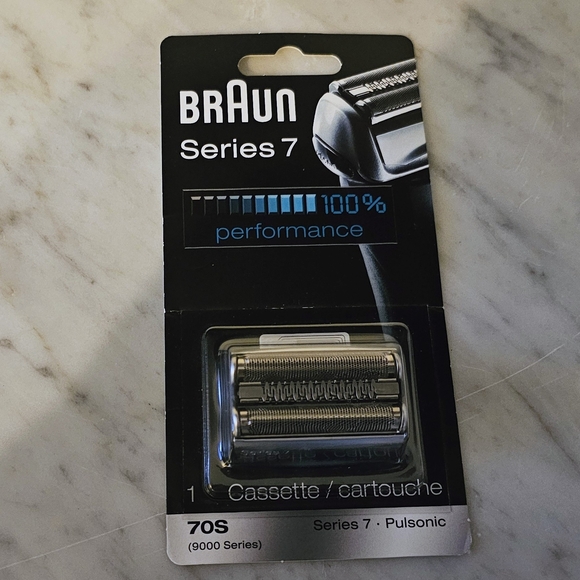 BRAUN
Series 7
100%
performance
1 Cassette / cartouche
70S
Series 7 · Pulsonic
(9000 Series)